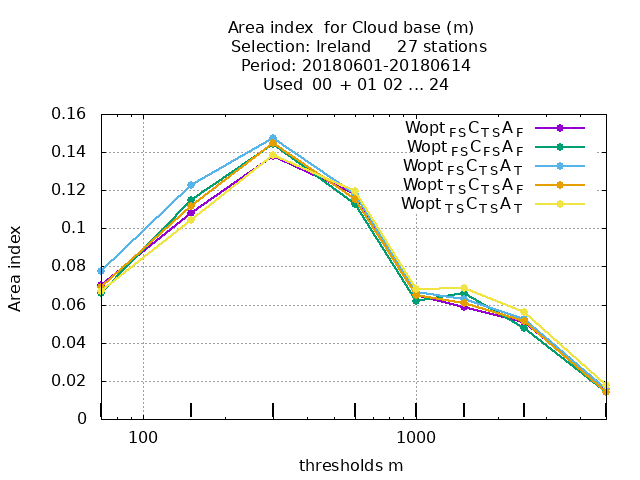 Area index  for Cloud base (m)
Selection: Ireland     27 stations
Period: 20180601-20180614
Used  00 + 01 02 ... 24
0.16
0.14
0.12
0.1
0.08
0.06
0.04
0.02
0
Area index
100
1000
thresholds m
Wopt FS C TS A F
Wopt FS C FS A F
Wopt FS C TS A T
Wopt TS C TS A F
Wopt TS C TS A T